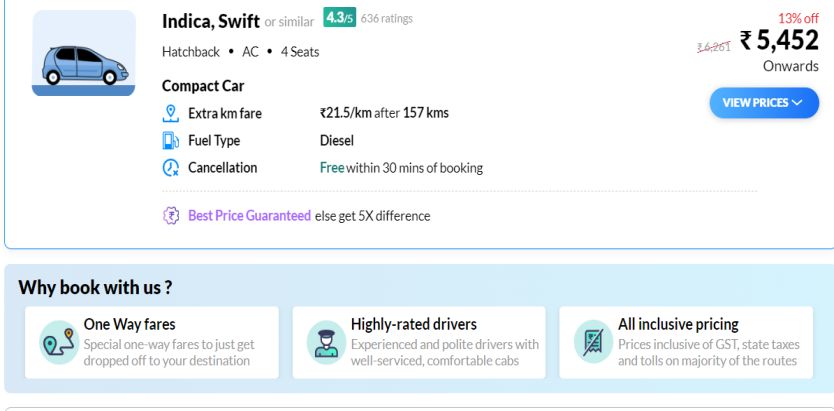 Indica, Swift or similar 4.3/5 636 ratings
13% off
₹6,261 ₹5,452
Onwards
Hatchback • AC • 4 Seats
VIEW PRICES
Compact Car
Extra km fare ₹21.5/km after 157 kms
Fuel Type Diesel
Cancellation Free within 30 mins of booking
₹ Best Price Guaranteed else get 5X difference
Why book with us ?
One Way fares
Special one-way fares to just get
dropped off to your destination
Highly-rated drivers
Experienced and polite drivers with
well-serviced, comfortable cabs
All inclusive pricing
Prices inclusive of GST, state taxes
and tolls on majority of the routes